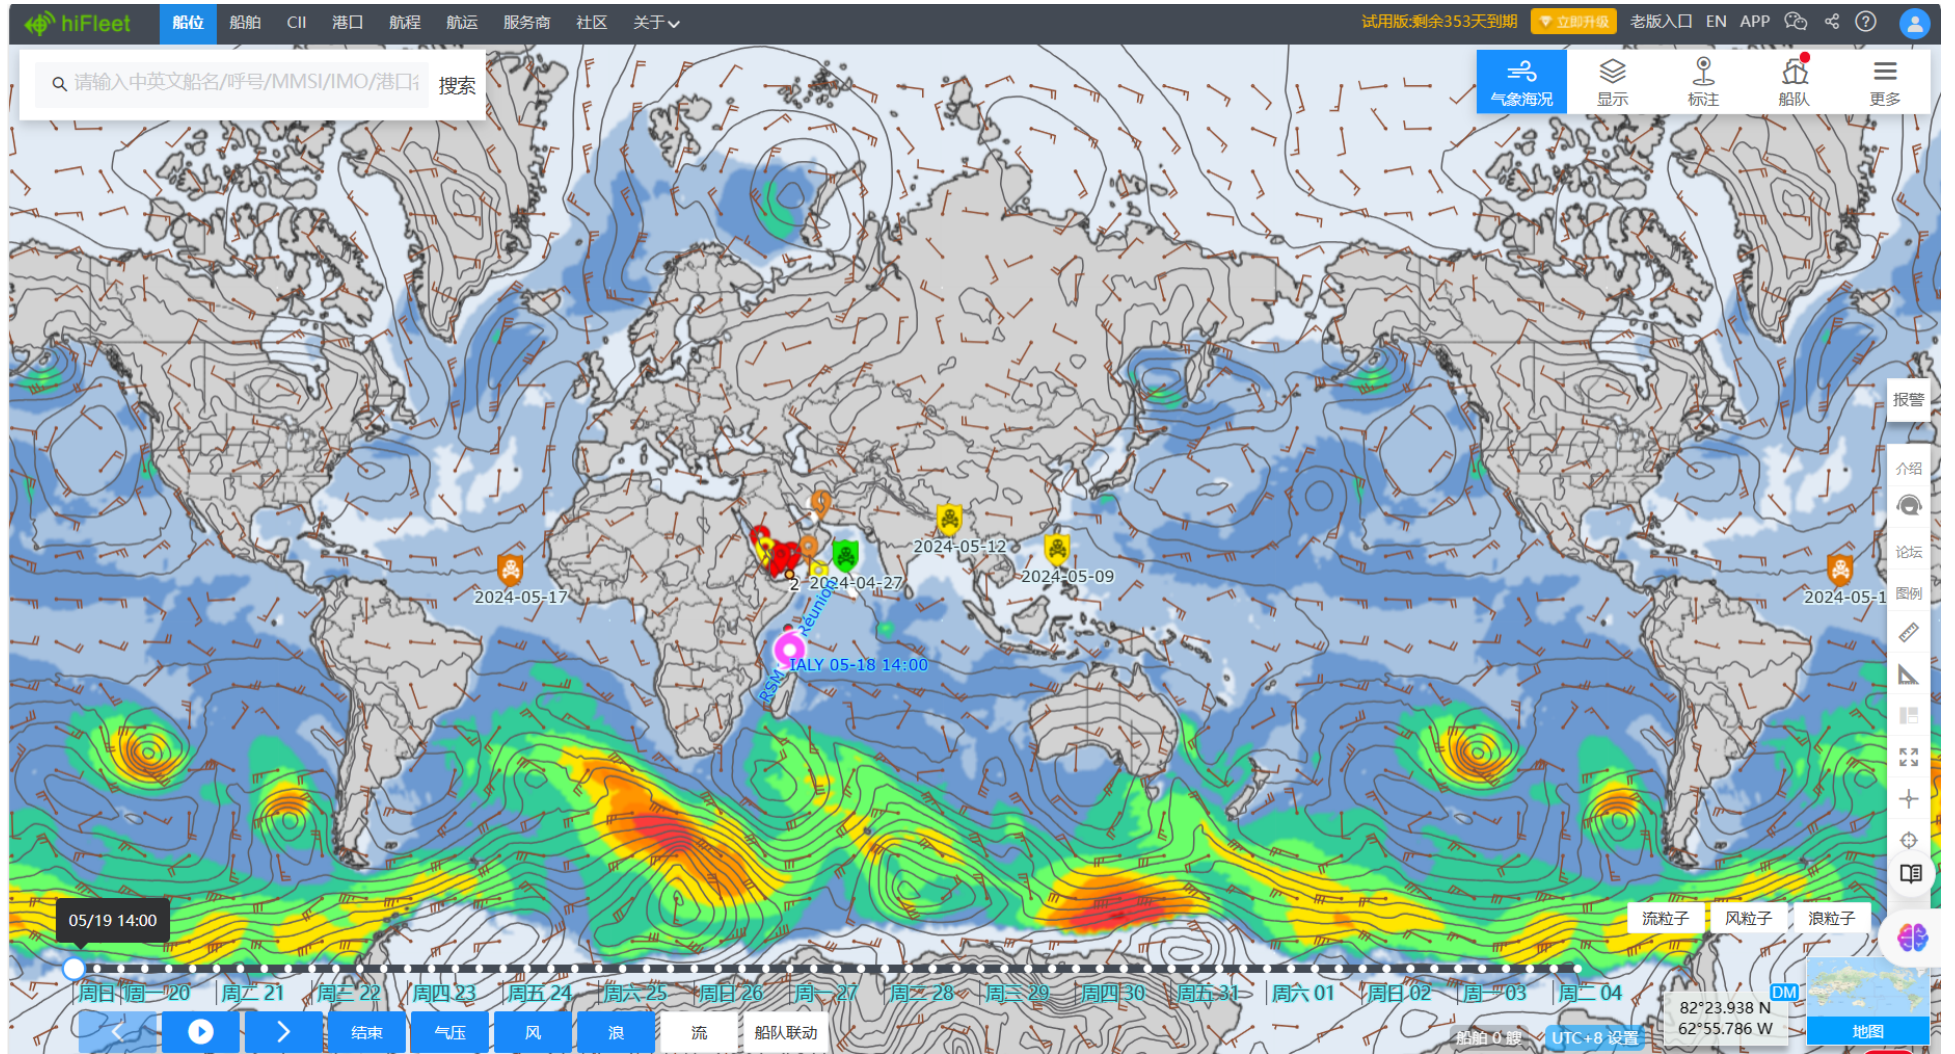 hiFleet
船位
船舶
CII
港口
航程
航运
服务商
社区
关于
试用版:剩余353天到期
立即升级
老版入口
EN
APP
请输入中英文船名/呼号/MMSI/IMO/港口名
搜索
气象海况
显示
标注
船队
更多
报警
介绍
论坛
图例
2024-05-12
2024-05-09
2024-05-17
2 2024-04-27
2024-05-1
Réunion
RSM
IALY 05-18 14:00
流粒子
风粒子
浪粒子
05/19 14:00
周日 周一 20
周二 21
周三 22
周四 23
周五 24
周六 25
周日 26
周一 27
周二 28
周三 29
周四 30
周五 31
周六 01
周日 02
周一 03
周二 04
结束
气压
风
浪
流
船队联动
船舶 0 艘
UTC+8 设置
DM
82°23.938 N
62°55.786 W
地图